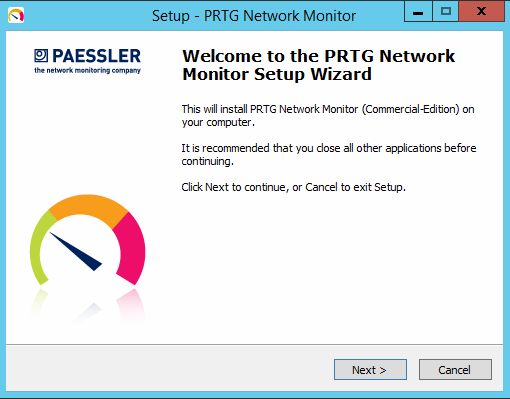 Setup - PRTG Network Monitor
PAESSLER
the network monitoring company
Welcome to the PRTG Network
Monitor Setup Wizard
This will install PRTG Network Monitor (Commercial-Edition) on
your computer.
It is recommended that you close all other applications before
continuing.
Click Next to continue, or Cancel to exit Setup.
Next >
Cancel